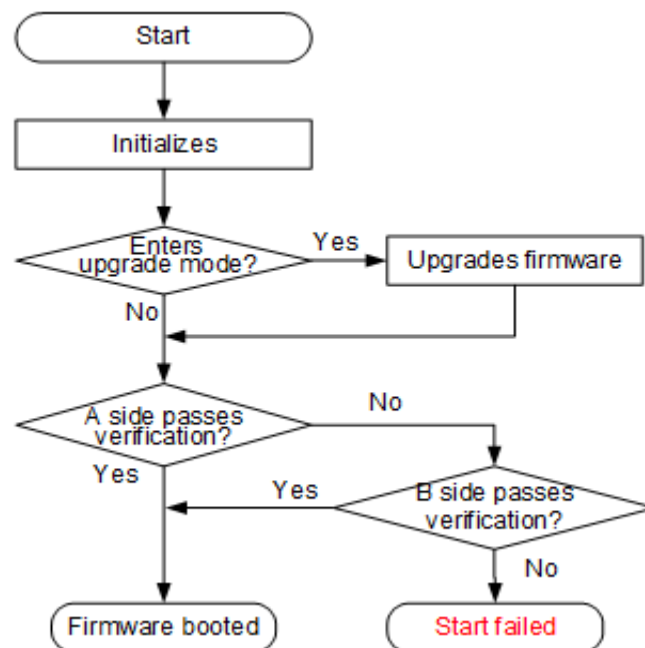 Start
Initializes
Enters
upgrade mode?
Yes
Upgrades firmware
No
A side passes
verification?
No
Yes
Yes
B side passes
verification?
No
Firmware booted
Start failed